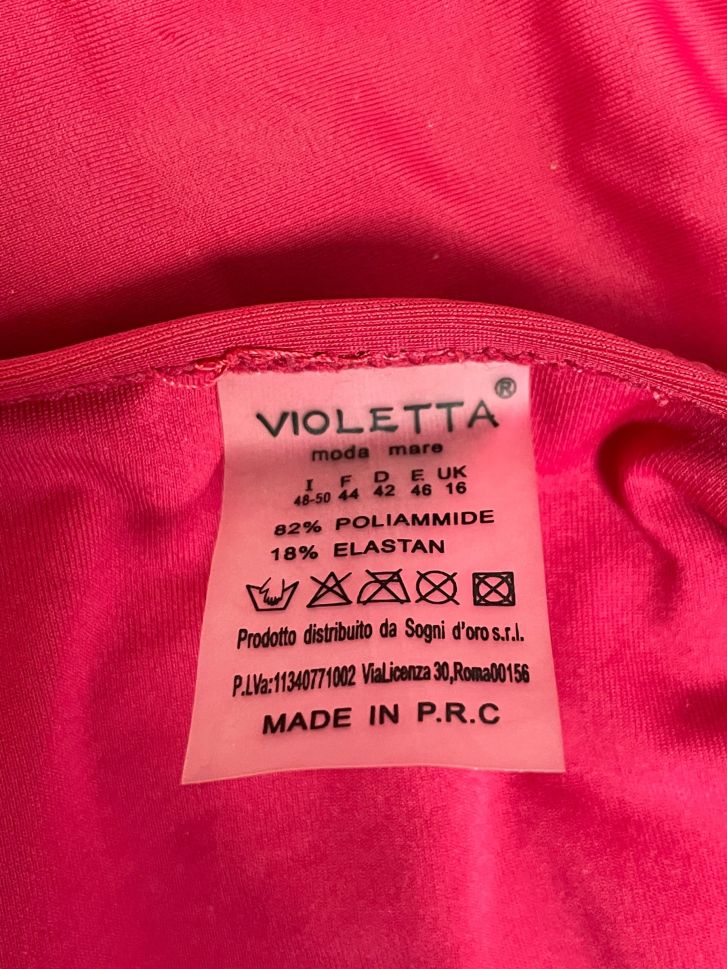 VIOLETTA®
moda mare
I F D E UK
48-50 44 42 46 16
82% POLIAMMIDE
18% ELASTAN
Prodotto distribuito da Sogni d'oro s.r.l.
P.I.Va:11340771002 ViaLicenza 30,Roma00156
MADE IN P.R.C